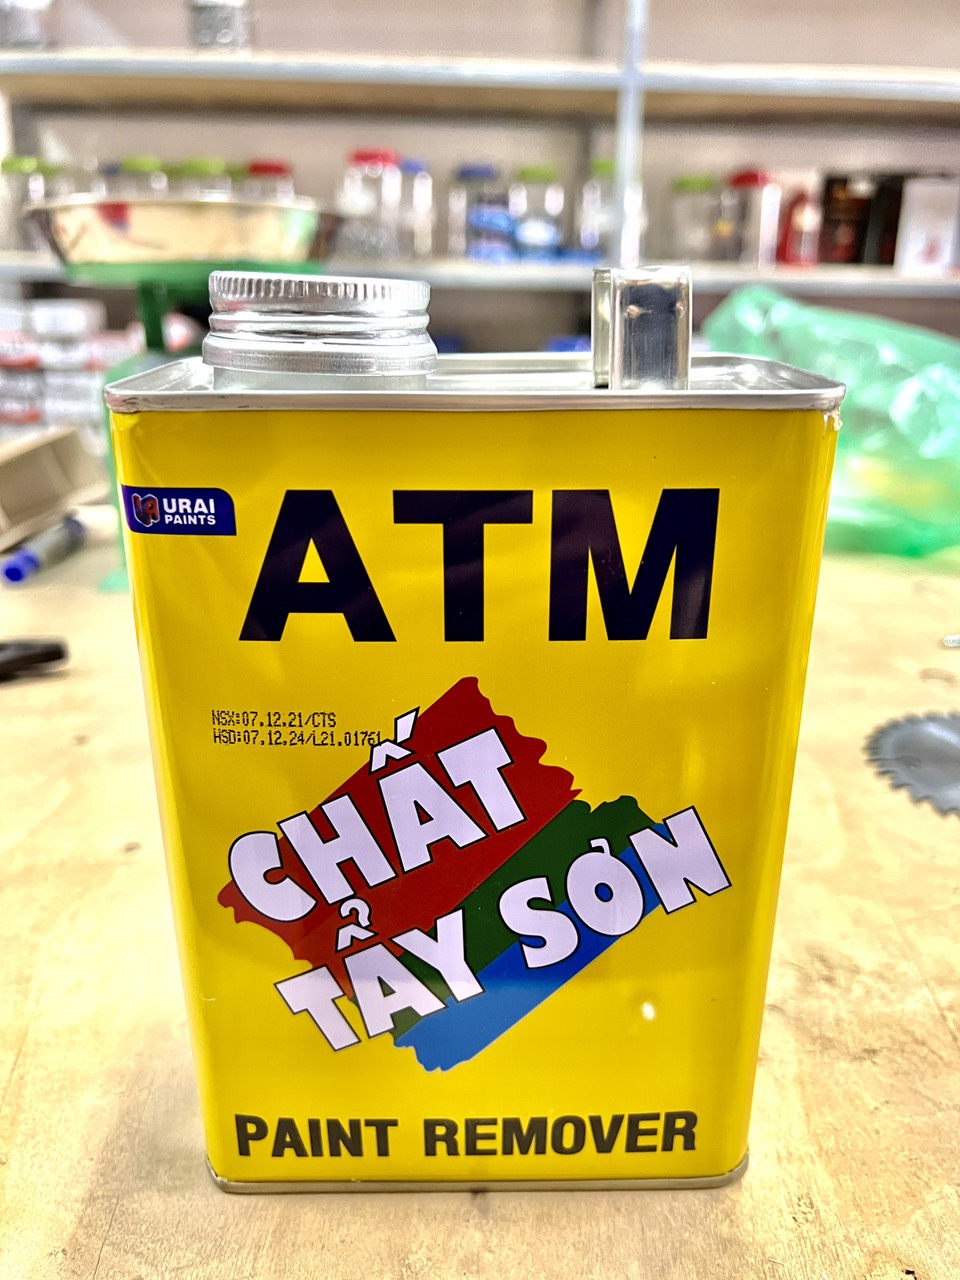 URAI
PAINTS
ATM
NSX:07.12.21/CTS
HSD:07.12.24/L21.01761
CHẤT
TẨY SƠN
PAINT REMOVER